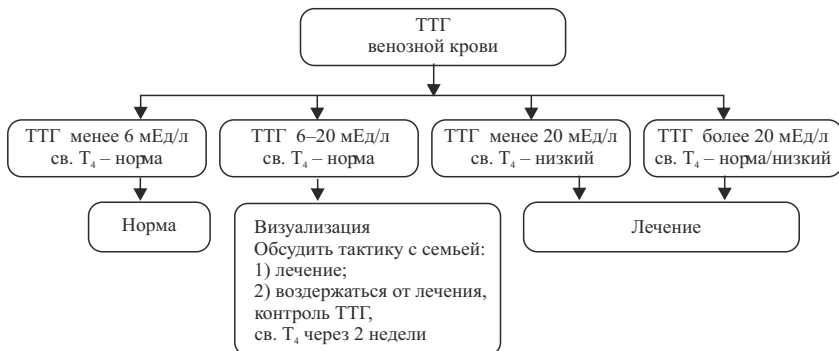 ТТГ
венозной крови
ТТГ менее 6 мЕд/л
св. Т₄ – норма
ТТГ 6–20 мЕд/л
св. Т₄ – норма
ТТГ менее 20 мЕд/л
св. Т₄ – низкий
ТТГ более 20 мЕд/л
св. Т₄ – норма/низкий
Норма
Визуализация
Обсудить тактику с семьей:
1) лечение;
2) воздержаться от лечения,
контроль ТТГ,
св. Т₄ через 2 недели
Лечение